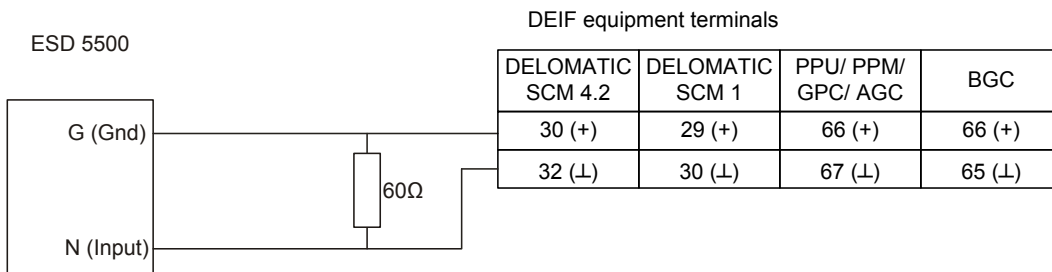 DEIF equipment terminals
ESD 5500
DELOMATIC SCM 4.2
DELOMATIC SCM 1
PPU/ PPM/ GPC/ AGC
BGC
G (Gnd)
30 (+)
29 (+)
66 (+)
66 (+)
32 (⊥)
30 (⊥)
67 (⊥)
65 (⊥)
60Ω
N (Input)